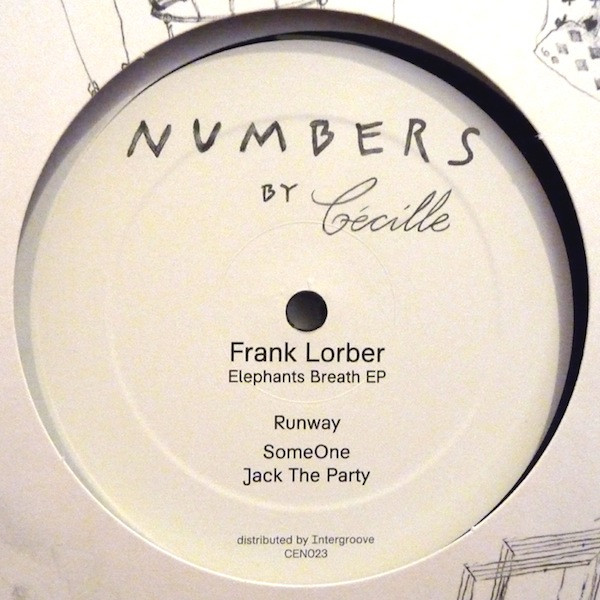 NUMBERS
BY Cécille
Frank Lorber
Elephants Breath EP
Runway
SomeOne
Jack The Party
distributed by Intergroove
CEN023